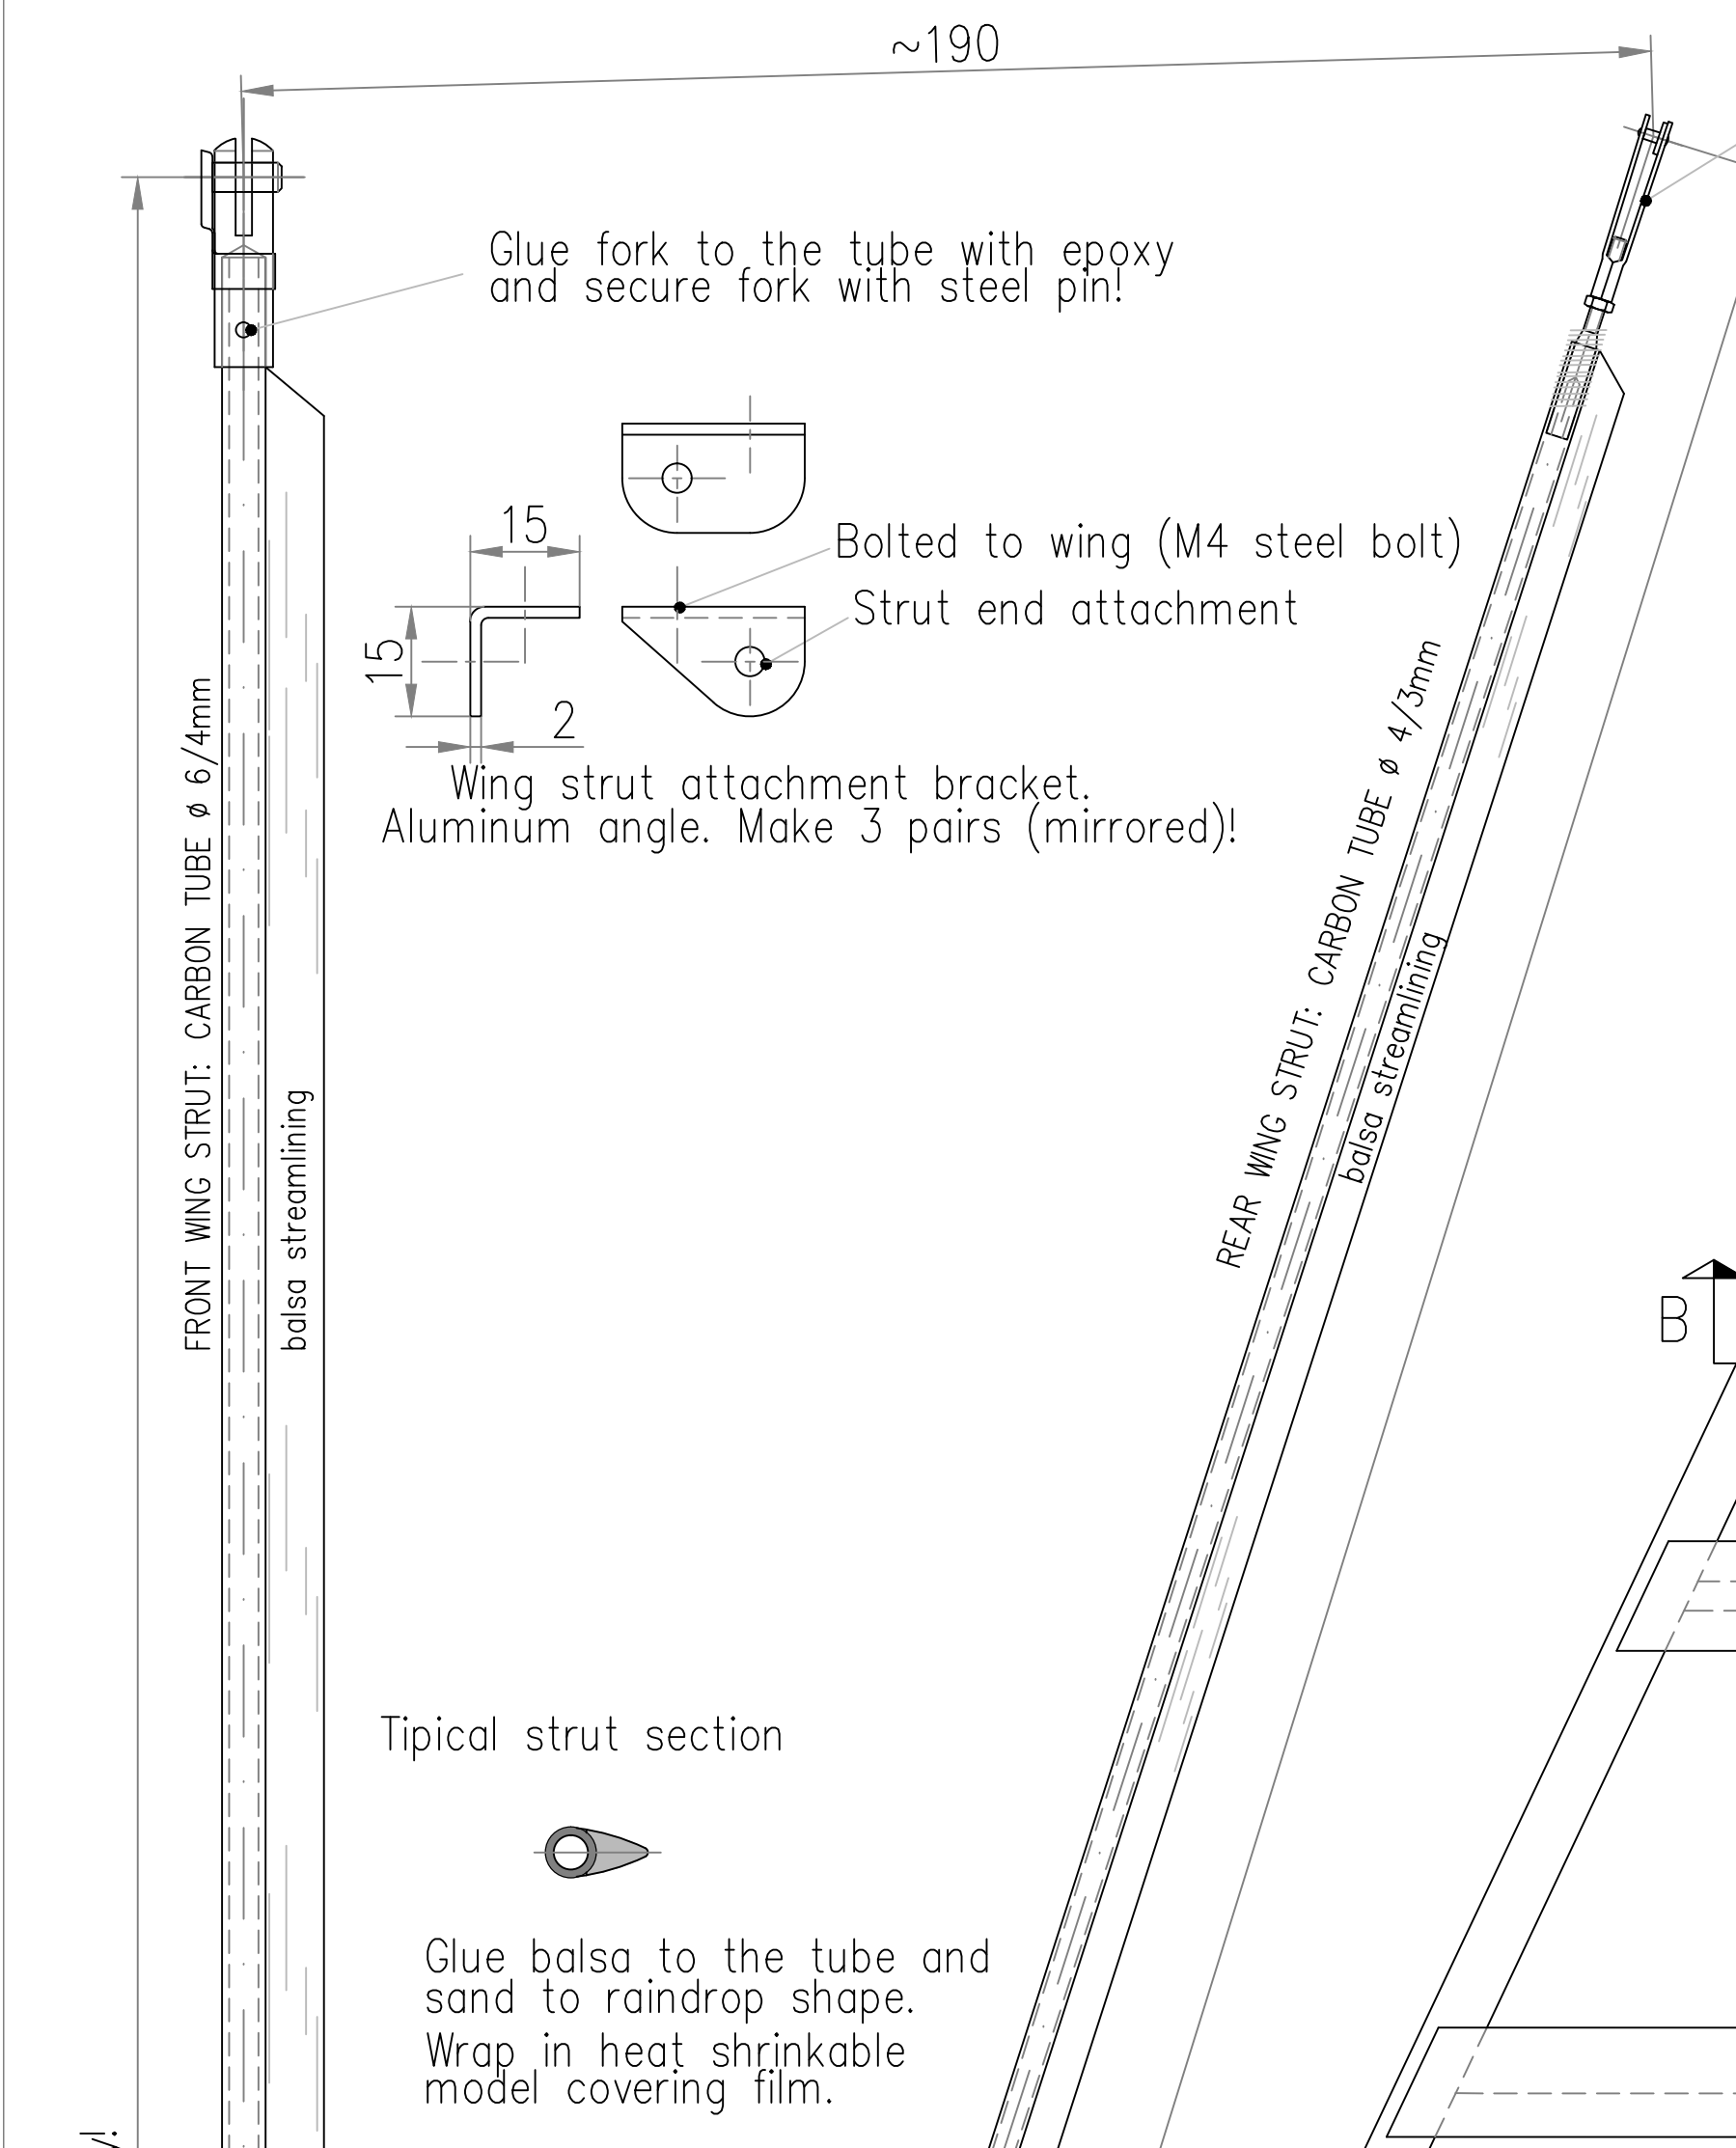 ~190
Glue fork to the tube with epoxy
and secure fork with steel pin!
15
Bolted to wing (M4 steel bolt)
Strut end attachment
15
2
Wing strut attachment bracket.
Aluminum angle. Make 3 pairs (mirrored)!
FRONT WING STRUT: CARBON TUBE ø 6/4mm
balsa streamlining
REAR WING STRUT: CARBON TUBE ø 4/3mm
balsa streamlining
B
Tipical strut section
Glue balsa to the tube and
sand to raindrop shape.
Wrap in heat shrinkable
model covering film.